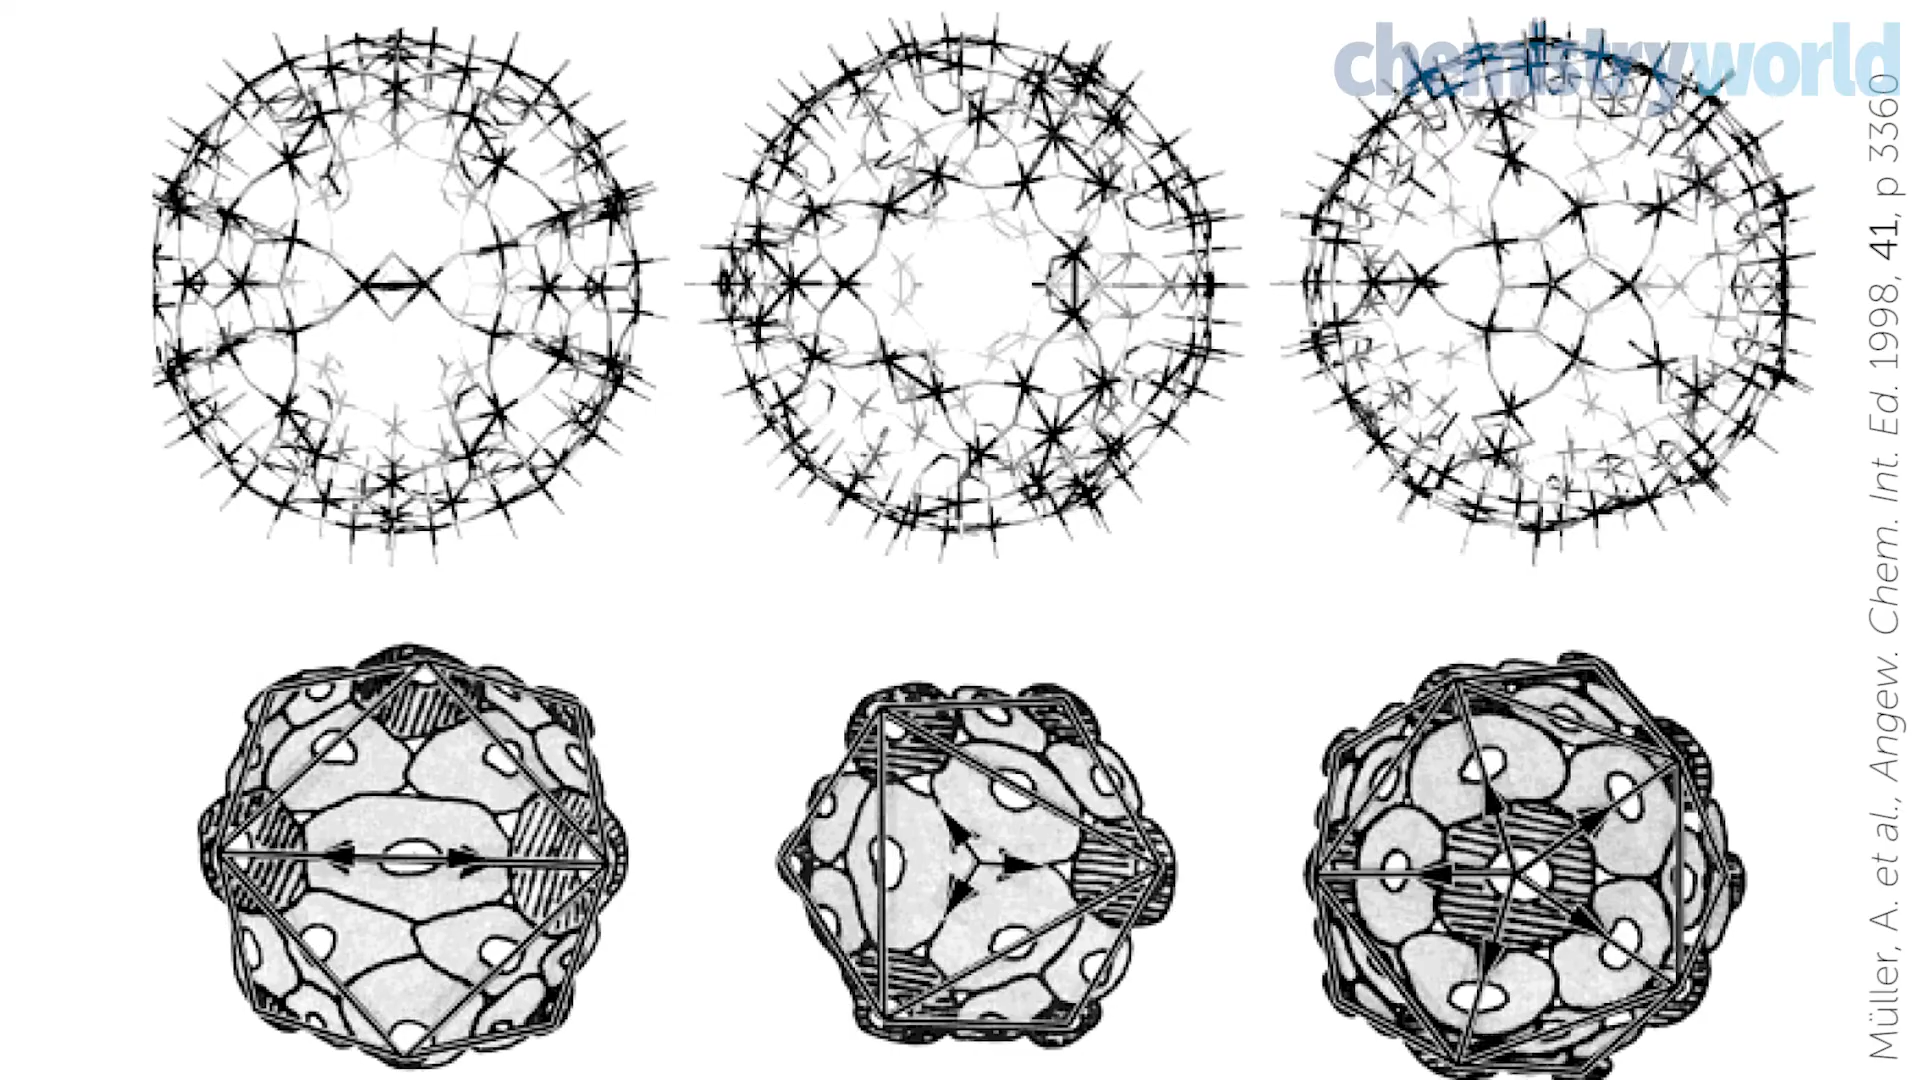 chemistryworld
Müller, A. et al., Angew. Chem. Int. Ed. 1998, 41, p 3360